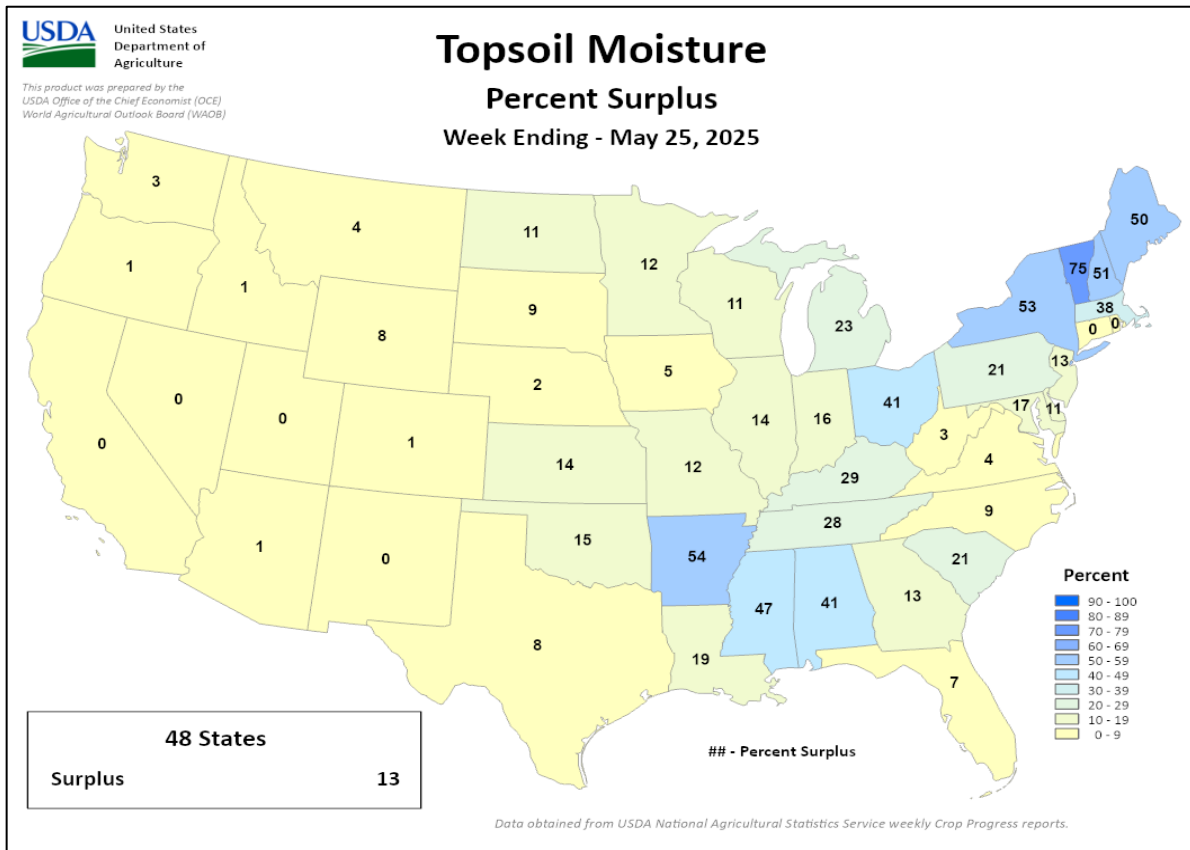 USDA
United States
Department of
Agriculture
This product was prepared by the
USDA Office of the Chief Economist (OCE)
World Agricultural Outlook Board (WAOB)
Topsoil Moisture
Percent Surplus
Week Ending - May 25, 2025
3
4
11
12
50
1
1
8
9
11
23
53
75
51
38
0
0
0
0
0
1
2
5
14
16
41
21
13
17
11
3
4
14
12
29
28
9
1
0
15
54
47
41
13
21
8
19
7
Percent
90 - 100
80 - 89
70 - 79
60 - 69
50 - 59
40 - 49
30 - 39
20 - 29
10 - 19
0 - 9
48 States
Surplus 13
## - Percent Surplus
Data obtained from USDA National Agricultural Statistics Service weekly Crop Progress reports.